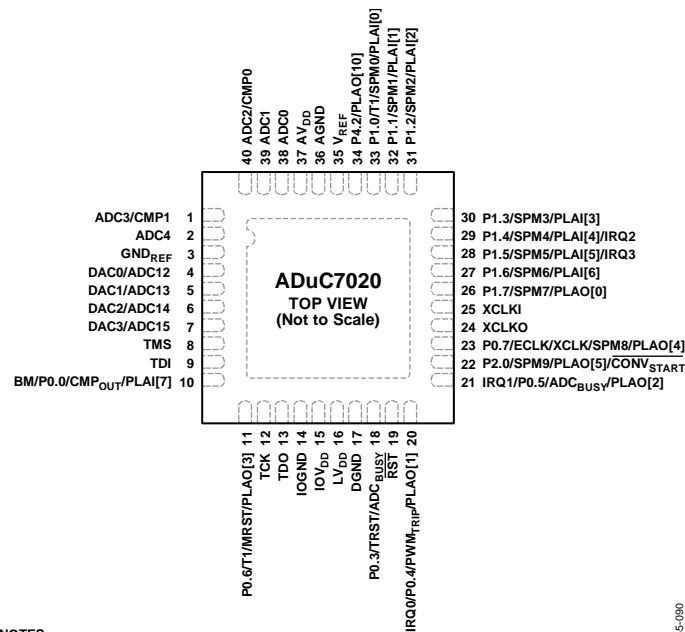 40 ADC2/CMP0
39 ADC1
38 ADC0
37 AVDD
36 AGND
35 VREF
34 P4.2/PLAO[10]
33 P1.0/T1/SPM0/PLAI[0]
32 P1.1/SPM1/PLAI[1]
31 P1.2/SPM2/PLAI[2]
ADC3/CMP1 1
ADC4 2
GNDREF 3
DAC0/ADC12 4
DAC1/ADC13 5
DAC2/ADC14 6
DAC3/ADC15 7
TMS 8
TDI 9
BM/P0.0/CMPOUT/PLAI[7] 10
ADuC7020
TOP VIEW
(Not to Scale)
30 P1.3/SPM3/PLAI[3]
29 P1.4/SPM4/PLAI[4]/IRQ2
28 P1.5/SPM5/PLAI[5]/IRQ3
27 P1.6/SPM6/PLAI[6]
26 P1.7/SPM7/PLAO[0]
25 XCLKI
24 XCLKO
23 P0.7/ECLK/XCLK/SPM8/PLAO[4]
22 P2.0/SPM9/PLAO[5]/CONVSTART
21 IRQ1/P0.5/ADCBUSY/PLAO[2]
P0.6/T1/MRST/PLAO[3] 11
TCK 12
TDO 13
IOGND 14
IOVDD 15
LVDD 16
DGND 17
P0.3/TRST/ADCBUSY 18
RST 19
IRQ0/P0.4/PWMTRIP/PLAO[1] 20
5-090